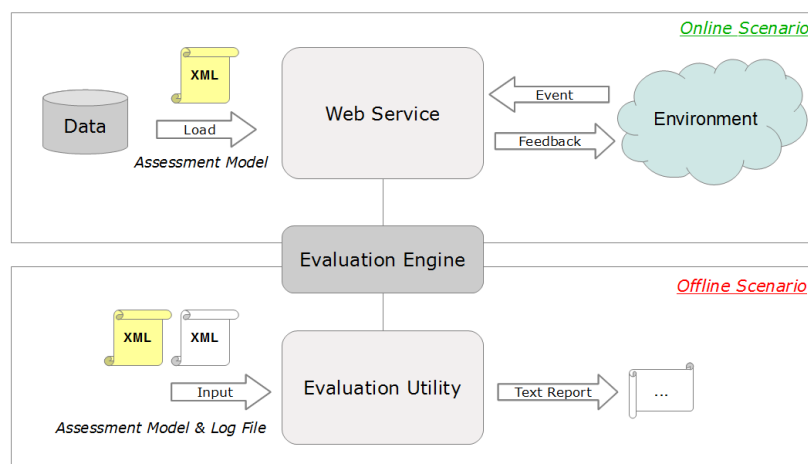 Online Scenario
XML
Data
Load
Assessment Model
Web Service
Event
Feedback
Environment
Evaluation Engine
Offline Scenario
XML
XML
Input
Assessment Model & Log File
Evaluation Utility
Text Report
...